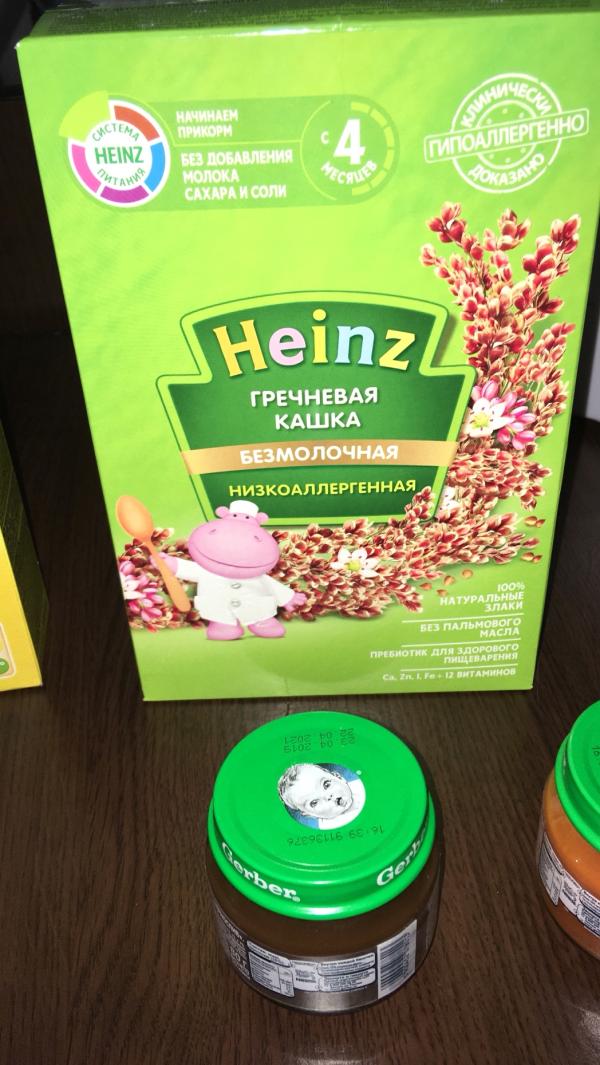 СИСТЕМА
HEINZ
ПИТАНИЯ
НАЧИНАЕМ
ПРИКОРМ
БЕЗ ДОБАВЛЕНИЯ
МОЛОКА
САХАРА И СОЛИ
С 4
МЕСЯЦЕВ
КЛИНИЧЕСКИ
ГИПОАЛЛЕРГЕННО
ДОКАЗАНО
Heinz
ГРЕЧНЕВАЯ
КАШКА
БЕЗМОЛОЧНАЯ
НИЗКОАЛЛЕРГЕННАЯ
100%
НАТУРАЛЬНЫЕ
ЗЛАКИ
БЕЗ ПАЛЬМОВОГО
МАСЛА
ПРЕБИОТИК ДЛЯ ЗДОРОВОГО
ПИЩЕВАРЕНИЯ
Ca, Zn, I, Fe + 12 ВИТАМИНОВ
23 04 2019
22 04 2021
16:39 91136376
Gerber®
Gerber